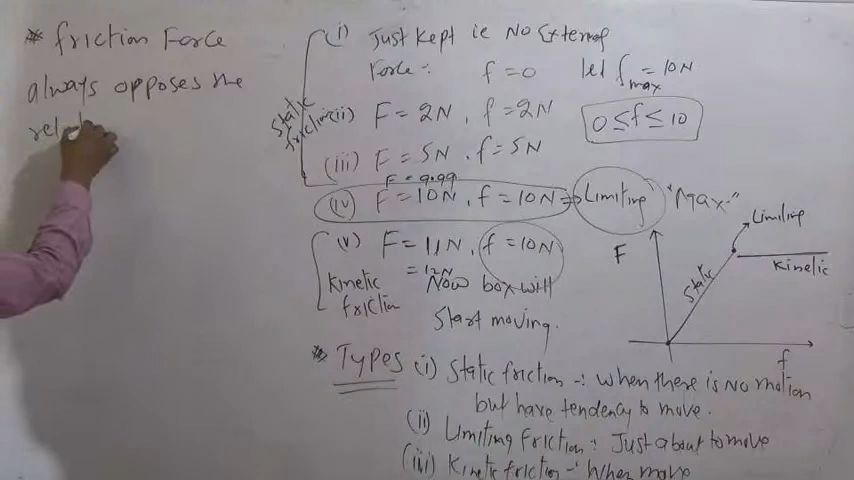 * friction Force
always opposes the
rel
static
friction
(i) Just kept ie No External
Force -: f = 0 let fmax = 10N
(ii) F = 2N, f = 2N
0 ≤ f ≤ 10
(iii) F = 5N, f = 5N
F = 9.99
(iv) F = 10N, f = 10N => Limiting "Max."
(v) F = 11N, f = 10N
= 12N
kinetic
friction
Now box will
Start moving.
F
Static
Limiting
Kinetic
f
* Types (i) Static friction -: when there is No motion
but have tendency to move.
(ii) Limiting friction : Just about to move
(iii) Kinetic friction -: when move